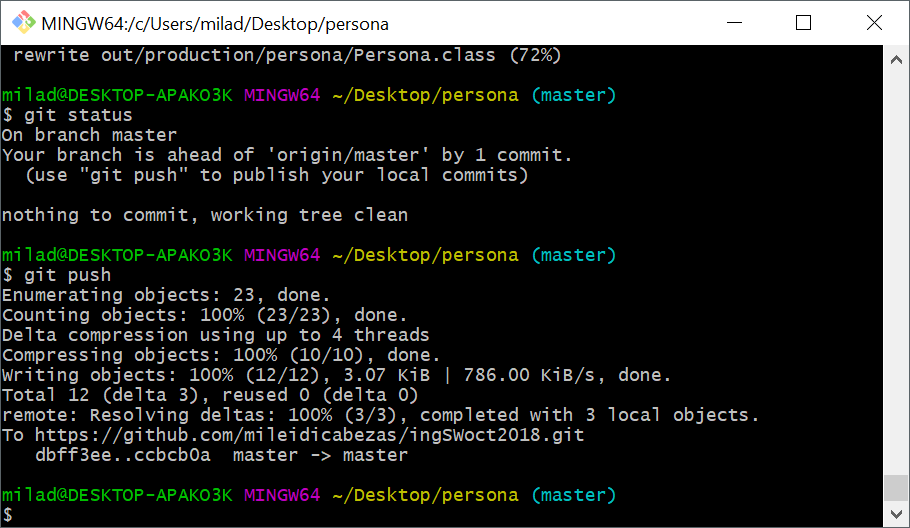 MINGW64:/c/Users/milad/Desktop/persona
 rewrite out/production/persona/Persona.class (72%)
milad@DESKTOP-APAKO3K MINGW64 ~/Desktop/persona (master)
$ git status
On branch master
Your branch is ahead of 'origin/master' by 1 commit.
  (use "git push" to publish your local commits)
nothing to commit, working tree clean
milad@DESKTOP-APAKO3K MINGW64 ~/Desktop/persona (master)
$ git push
Enumerating objects: 23, done.
Counting objects: 100% (23/23), done.
Delta compression using up to 4 threads
Compressing objects: 100% (10/10), done.
Writing objects: 100% (12/12), 3.07 KiB | 786.00 KiB/s, done.
Total 12 (delta 3), reused 0 (delta 0)
remote: Resolving deltas: 100% (3/3), completed with 3 local objects.
To https://github.com/mileidicabezas/ingSWoct2018.git
   dbff3ee..ccbcb0a  master -> master
milad@DESKTOP-APAKO3K MINGW64 ~/Desktop/persona (master)
$